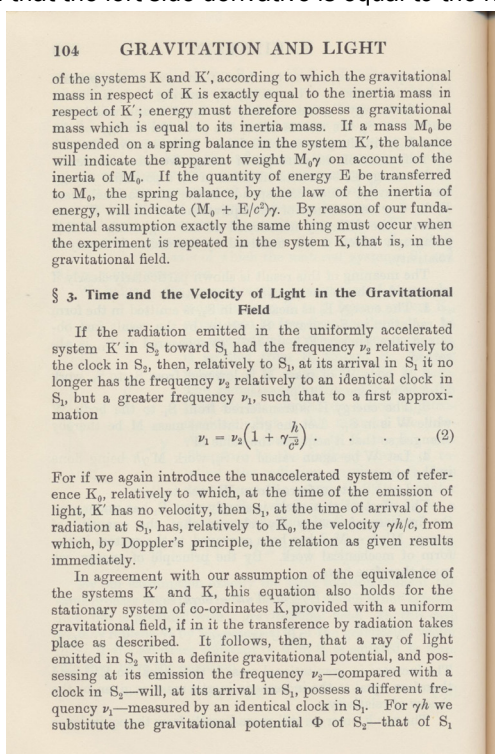 that the left side derivative is equal to the
104 GRAVITATION AND LIGHT
of the systems K and K′, according to which the gravitational
mass in respect of K is exactly equal to the inertia mass in
respect of K′; energy must therefore possess a gravitational
mass which is equal to its inertia mass. If a mass M₀ be
suspended on a spring balance in the system K′, the balance
will indicate the apparent weight M₀γ on account of the
inertia of M₀. If the quantity of energy E be transferred
to M₀, the spring balance, by the law of the inertia of
energy, will indicate (M₀ + E/c²)γ. By reason of our funda-
mental assumption exactly the same thing must occur when
the experiment is repeated in the system K, that is, in the
gravitational field.
§ 3. Time and the Velocity of Light in the Gravitational
Field
If the radiation emitted in the uniformly accelerated
system K′ in S₂ toward S₁ had the frequency ν₂ relatively to
the clock in S₂, then, relatively to S₁, at its arrival in S₁ it no
longer has the frequency ν₂ relatively to an identical clock in
S₁, but a greater frequency ν₁, such that to a first approxi-
mation
ν₁ = ν₂(1 + γ h/c²) . . . . (2)
For if we again introduce the unaccelerated system of refer-
ence K₀, relatively to which, at the time of the emission of
light, K′ has no velocity, then S₁, at the time of arrival of the
radiation at S₁, has, relatively to K₀, the velocity γh/c, from
which, by Doppler's principle, the relation as given results
immediately.
In agreement with our assumption of the equivalence of
the systems K′ and K, this equation also holds for the
stationary system of co-ordinates K, provided with a uniform
gravitational field, if in it the transference by radiation takes
place as described. It follows, then, that a ray of light
emitted in S₂ with a definite gravitational potential, and pos-
sessing at its emission the frequency ν₂—compared with a
clock in S₂—will, at its arrival in S₁, possess a different fre-
quency ν₁—measured by an identical clock in S₁. For γh we
substitute the gravitational potential Φ of S₂—that of S₁